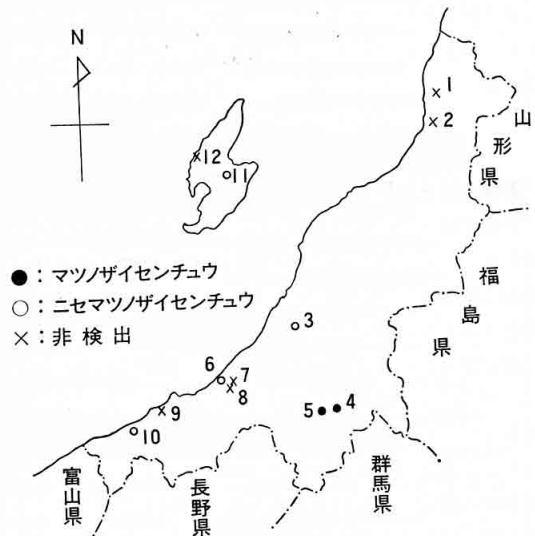 N
1
2
山形県
12
11
福島県
●：マツノザイセンチュウ
○：ニセマツノザイセンチュウ
×：非検出
3
6
7
8
5
4
9
10
富山県
長野県
群馬県